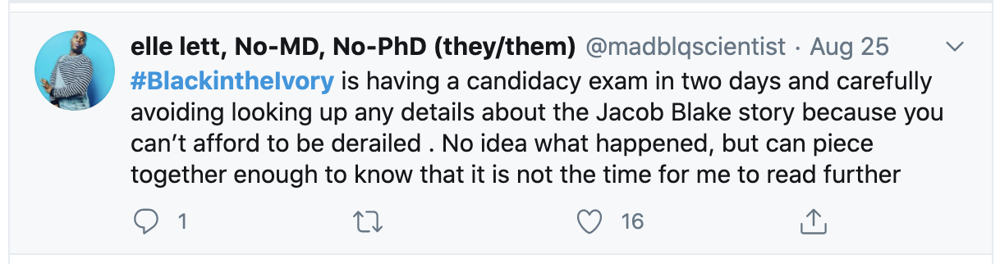 elle lett, No-MD, No-PhD (they/them) @madblqscientist · Aug 25
#BlackintheIvory is having a candidacy exam in two days and carefully
avoiding looking up any details about the Jacob Blake story because you
can’t afford to be derailed . No idea what happened, but can piece
together enough to know that it is not the time for me to read further
1 16